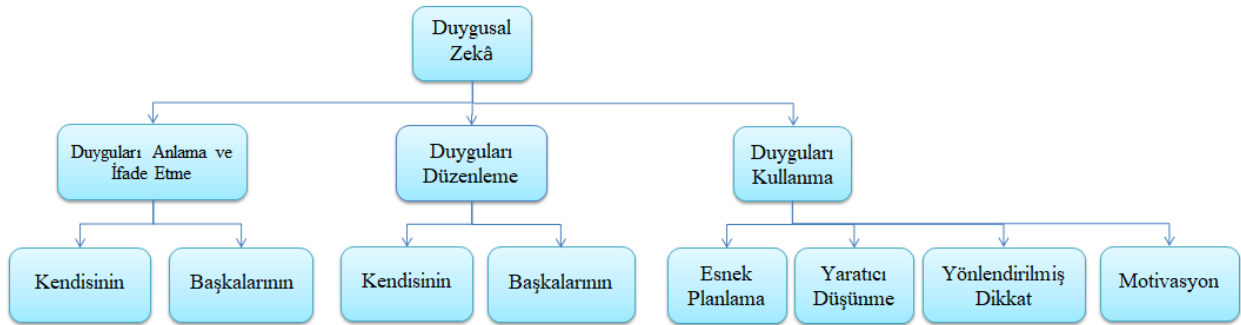 Duygusal
Zekâ
Duyguları Anlama ve
İfade Etme
Duyguları
Düzenleme
Duyguları
Kullanma
Kendisinin
Başkalarının
Kendisinin
Başkalarının
Esnek
Planlama
Yaratıcı
Düşünme
Yönlendirilmiş
Dikkat
Motivasyon